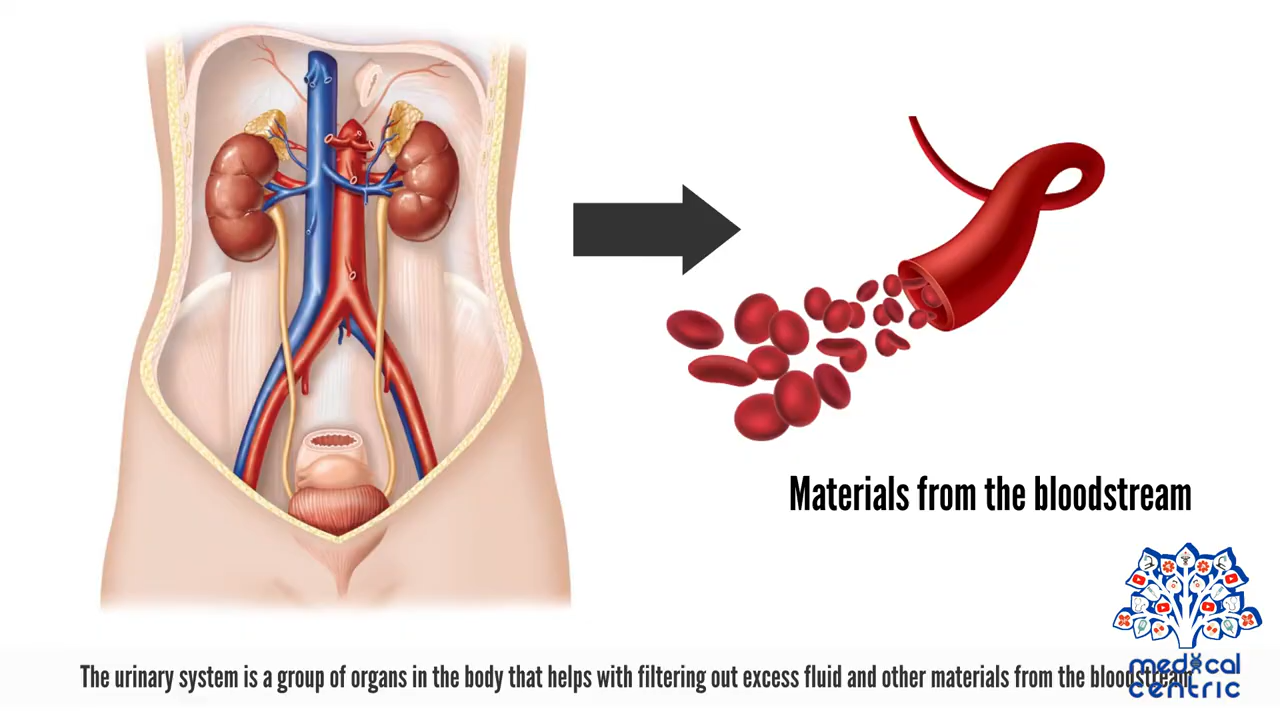 Materials from the bloodstream
The urinary system is a group of organs in the body that helps with filtering out excess fluid and other materials from the bloodstream
medical
centric